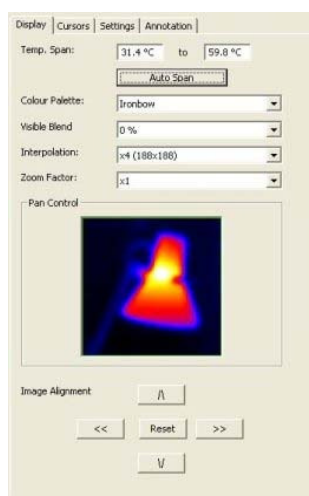 Display Cursors Settings Annotation
Temp. Span: 31.4 °C to 59.8 °C
Auto Span
Colour Palette: Ironbow
Visible Blend 0 %
Interpolation: x4 (188x188)
Zoom Factor: x1
Pan Control
Image Alignment /\
<< Reset >>
\/